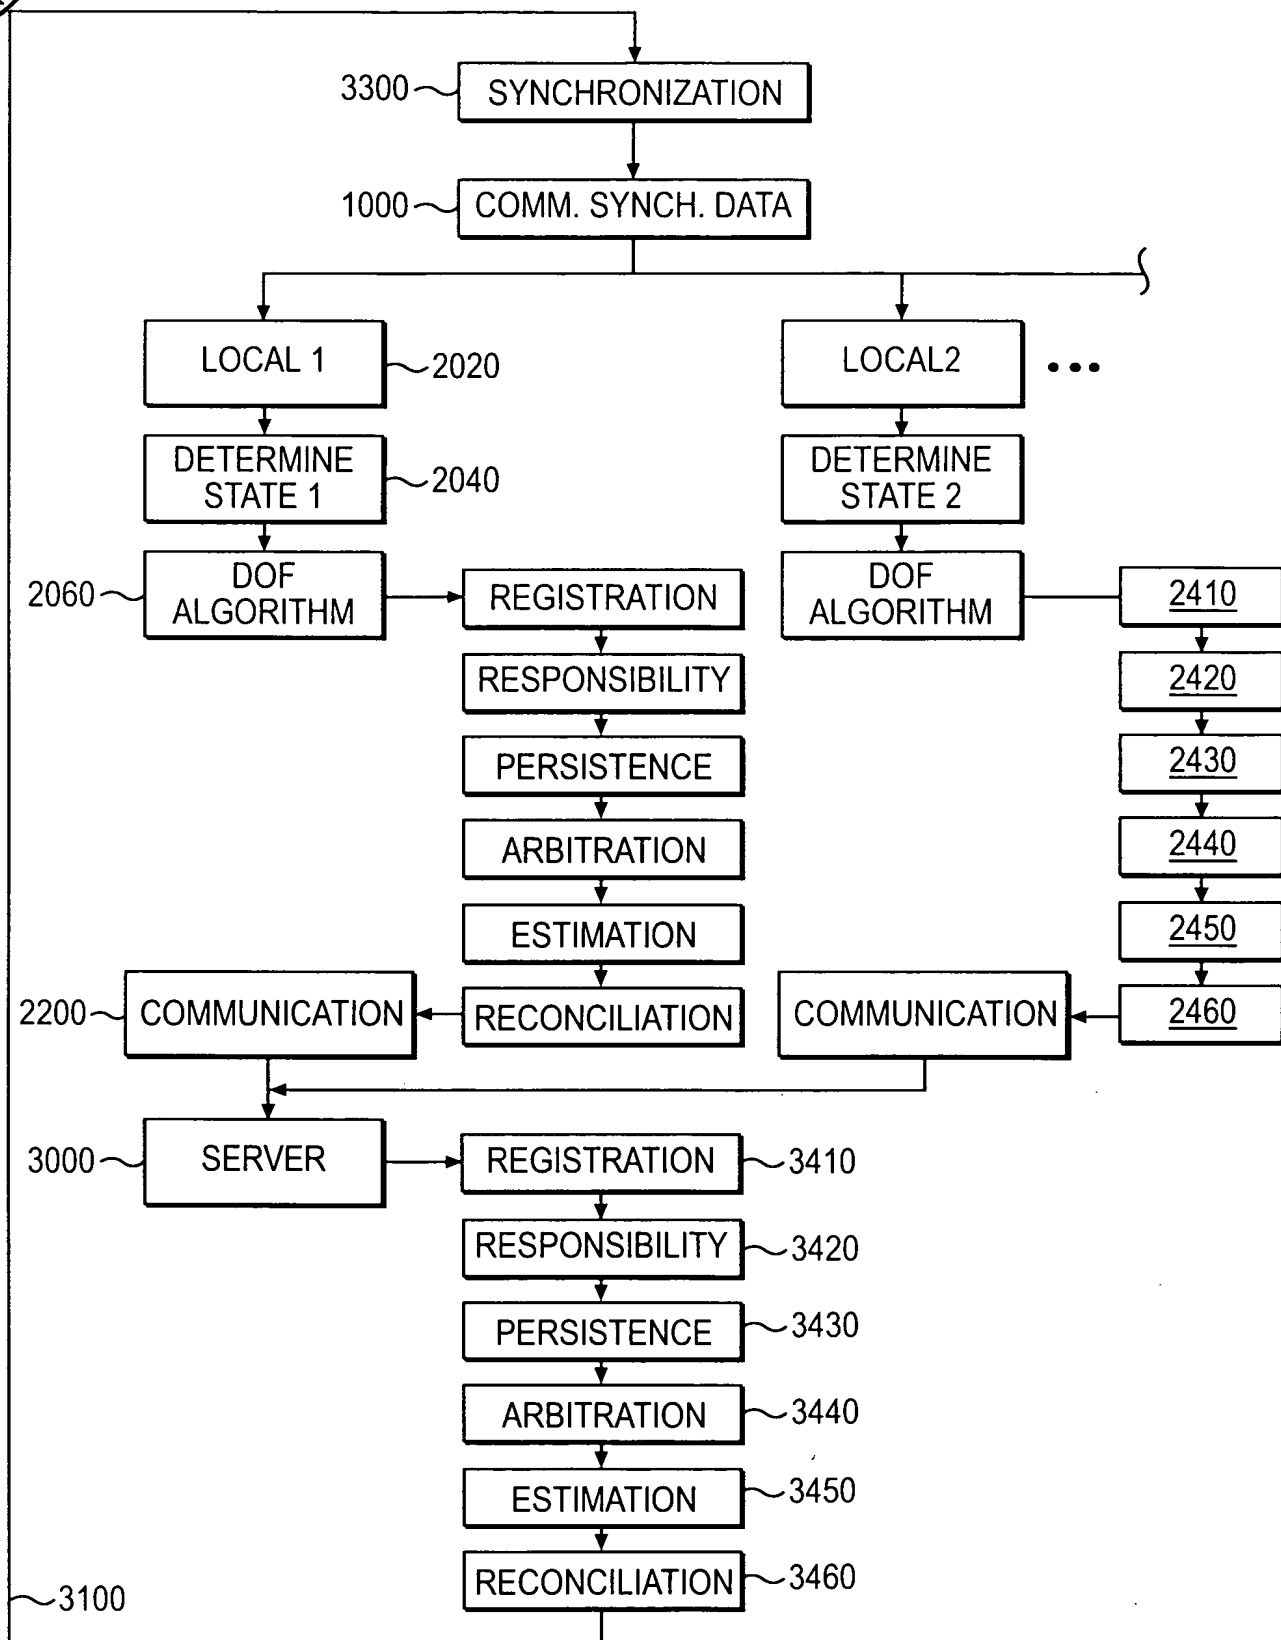 3300 SYNCHRONIZATION
1000 COMM. SYNCH. DATA
LOCAL 1 2020
LOCAL2 •••
DETERMINE
STATE 1
2040
DETERMINE
STATE 2
2060
DOF
ALGORITHM
REGISTRATION
RESPONSIBILITY
PERSISTENCE
ARBITRATION
ESTIMATION
RECONCILIATION
2200 COMMUNICATION
DOF
ALGORITHM
2410
2420
2430
2440
2450
2460
COMMUNICATION
3000 SERVER
REGISTRATION 3410
RESPONSIBILITY 3420
PERSISTENCE 3430
ARBITRATION 3440
ESTIMATION 3450
RECONCILIATION 3460
3100